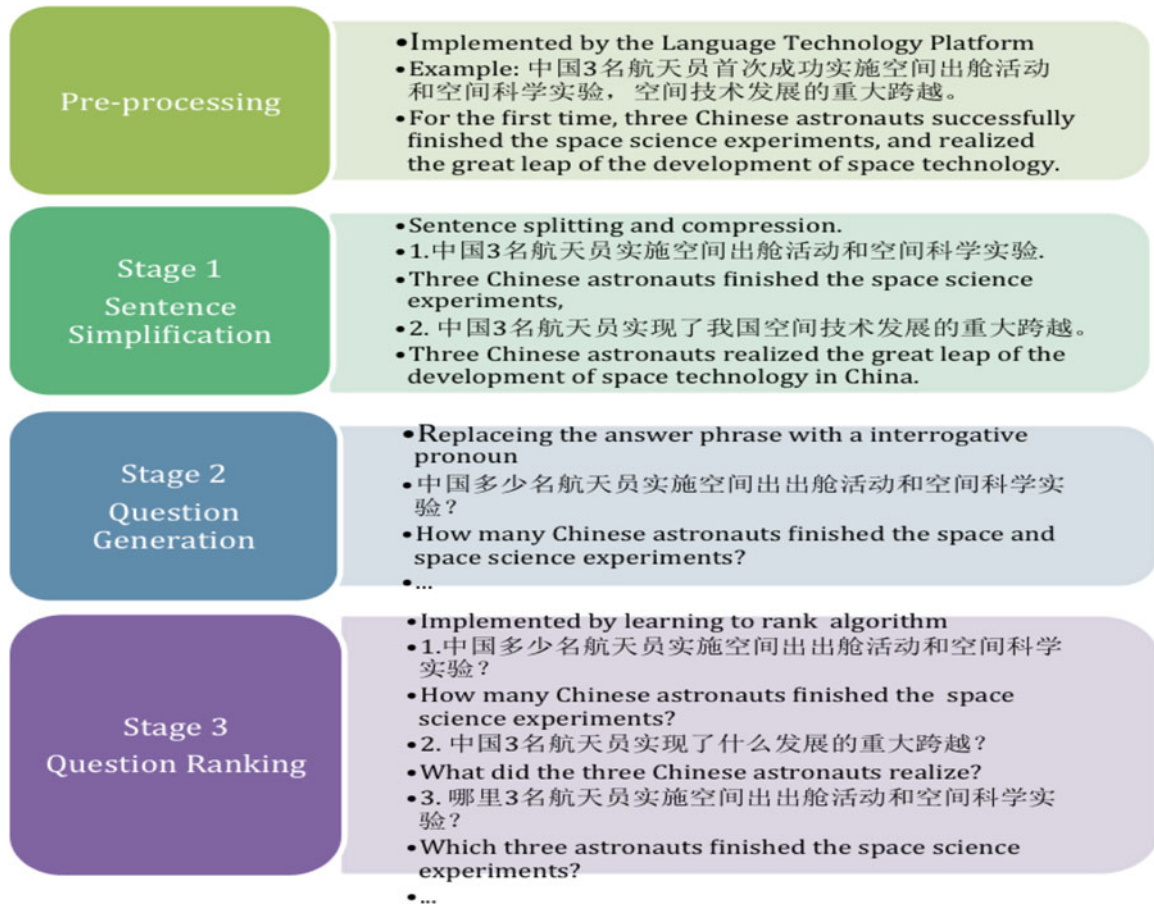 Pre-processing
•Implemented by the Language Technology Platform
•Example: 中国3名航天员首次成功实施空间出舱活动
和空间科学实验，空间技术发展的重大跨越。
•For the first time, three Chinese astronauts successfully
finished the space science experiments, and realized
the great leap of the development of space technology.
Stage 1
Sentence
Simplification
•Sentence splitting and compression.
•1.中国3名航天员实施空间出舱活动和空间科学实验.
•Three Chinese astronauts finished the space science
experiments,
•2. 中国3名航天员实现了我国空间技术发展的重大跨越。
•Three Chinese astronauts realized the great leap of the
development of space technology in China.
Stage 2
Question
Generation
•Replaceing the answer phrase with a interrogative
pronoun
•中国多少名航天员实施空间出出舱活动和空间科学实
验？
•How many Chinese astronauts finished the space and
space science experiments?
•...
Stage 3
Question Ranking
•Implemented by learning to rank algorithm
•1.中国多少名航天员实施空间出出舱活动和空间科学
实验？
•How many Chinese astronauts finished the space
science experiments?
•2. 中国3名航天员实现了什么发展的重大跨越？
•What did the three Chinese astronauts realize?
•3. 哪里3名航天员实施空间出出舱活动和空间科学实
验？
•Which three astronauts finished the space science
experiments?
•...